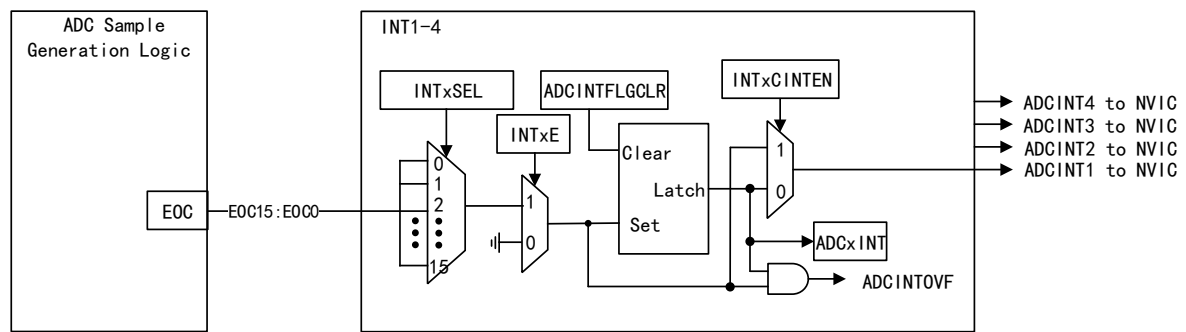 ADC Sample
Generation Logic
EOC
EOC15:EOC0
INT1-4
INTxSEL
0
1
2
15
INTxE
1
0
ADCINTFLGCLR
Clear
Latch
Set
INTxCINTEN
1
0
ADCxINT
ADCINTOVF
ADCINT4 to NVIC
ADCINT3 to NVIC
ADCINT2 to NVIC
ADCINT1 to NVIC